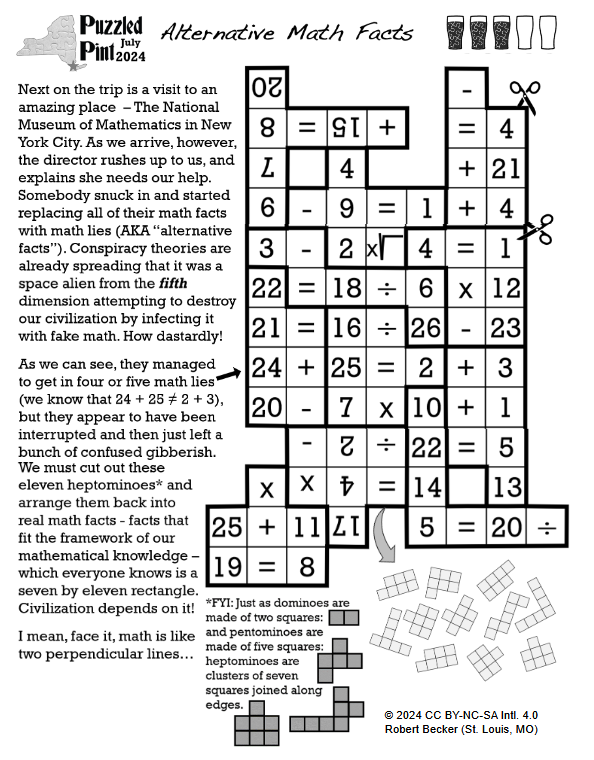 Puzzled
Pint
July
2024
Alternative Math Facts
Next on the trip is a visit to an
amazing place – The National
Museum of Mathematics in New
York City. As we arrive, however,
the director rushes up to us, and
explains she needs our help.
Somebody snuck in and started
replacing all of their math facts
with math lies (AKA “alternative
facts”). Conspiracy theories are
already spreading that it was a
space alien from the fifth
dimension attempting to destroy
our civilization by infecting it
with fake math. How dastardly!
As we can see, they managed
to get in four or five math lies
(we know that 24 + 25 ≠ 2 + 3),
but they appear to have been
interrupted and then just left a
bunch of confused gibberish.
We must cut out these
eleven heptominoes* and
arrange them back into
real math facts - facts that
fit the framework of our
mathematical knowledge –
which everyone knows is a
seven by eleven rectangle.
Civilization depends on it!
I mean, face it, math is like
two perpendicular lines…
20 -
8 = 15 + = 4
7 4 + 21
6 - 9 = 1 + 4
3 - 2 x√ 4 = 1
22 = 18 ÷ 6 x 12
21 = 16 ÷ 26 - 23
24 + 25 = 2 + 3
20 - 7 x 10 + 1
- 2 ÷ 22 = 5
x x 4 = 14 13
25 + 11 17 5 = 20 ÷
19 = 8
*FYI: Just as dominoes are
made of two squares:
and pentominoes are
made of five squares:
heptominoes are
clusters of seven
squares joined along
edges.
© 2024 CC BY-NC-SA Intl. 4.0
Robert Becker (St. Louis, MO)